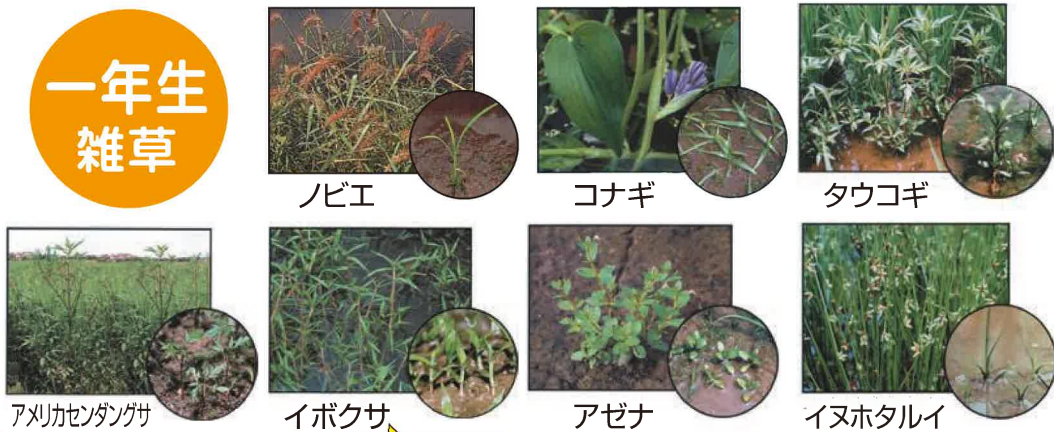 一年生
雑草
ノビエ
コナギ
タウコギ
アメリカセンダングサ
イボクサ
アゼナ
イヌホタルイ